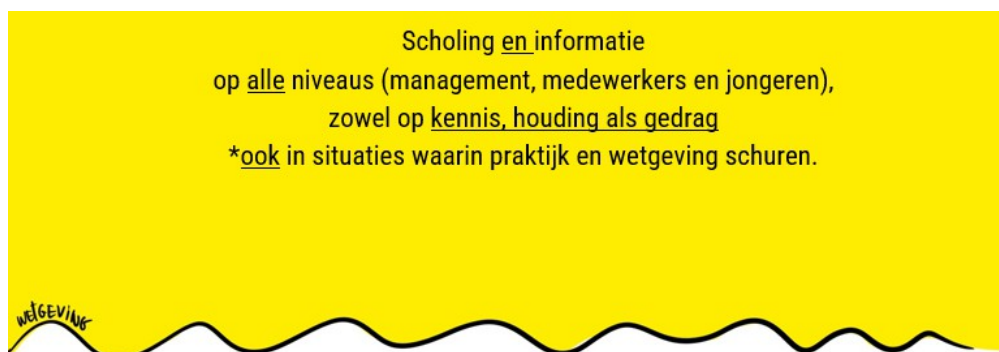 Scholing en informatie
op alle niveaus (management, medewerkers en jongeren),
zowel op kennis, houding als gedrag
*ook in situaties waarin praktijk en wetgeving schuren.
WETGEVING